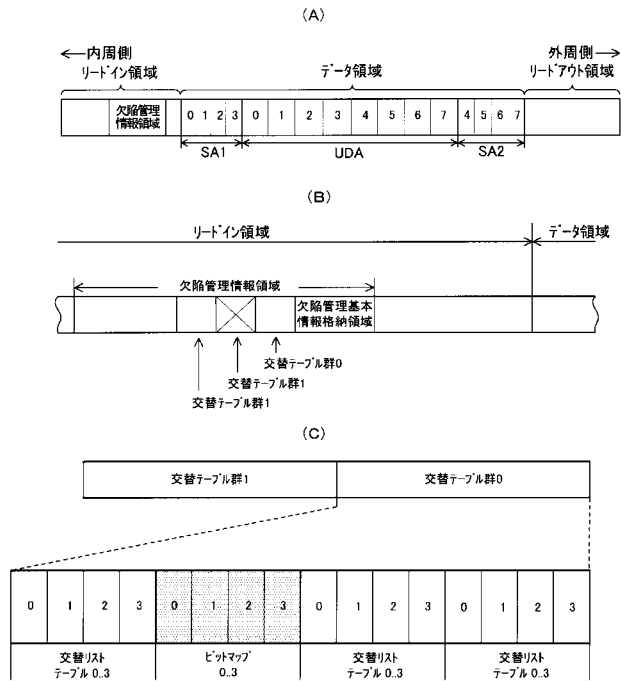 (A)
←内周側
外周側→
リードイン領域
データ領域
リードアウト領域
欠陥管理
情報領域
0 1 2 3 0 1 2 3 4 5 6 7 4 5 6 7
SA1 UDA SA2
(B)
リードイン領域 データ領域
欠陥管理情報領域
欠陥管理基本
情報格納領域
交替テーブル群0
交替テーブル群1
交替テーブル群1
(C)
交替テーブル群1 交替テーブル群0
0 1 2 3 0 1 2 3 0 1 2 3 0 1 2 3
交替リスト ビットマップ 交替リスト 交替リスト
テーブル 0..3 0..3 テーブル 0..3 テーブル 0..3